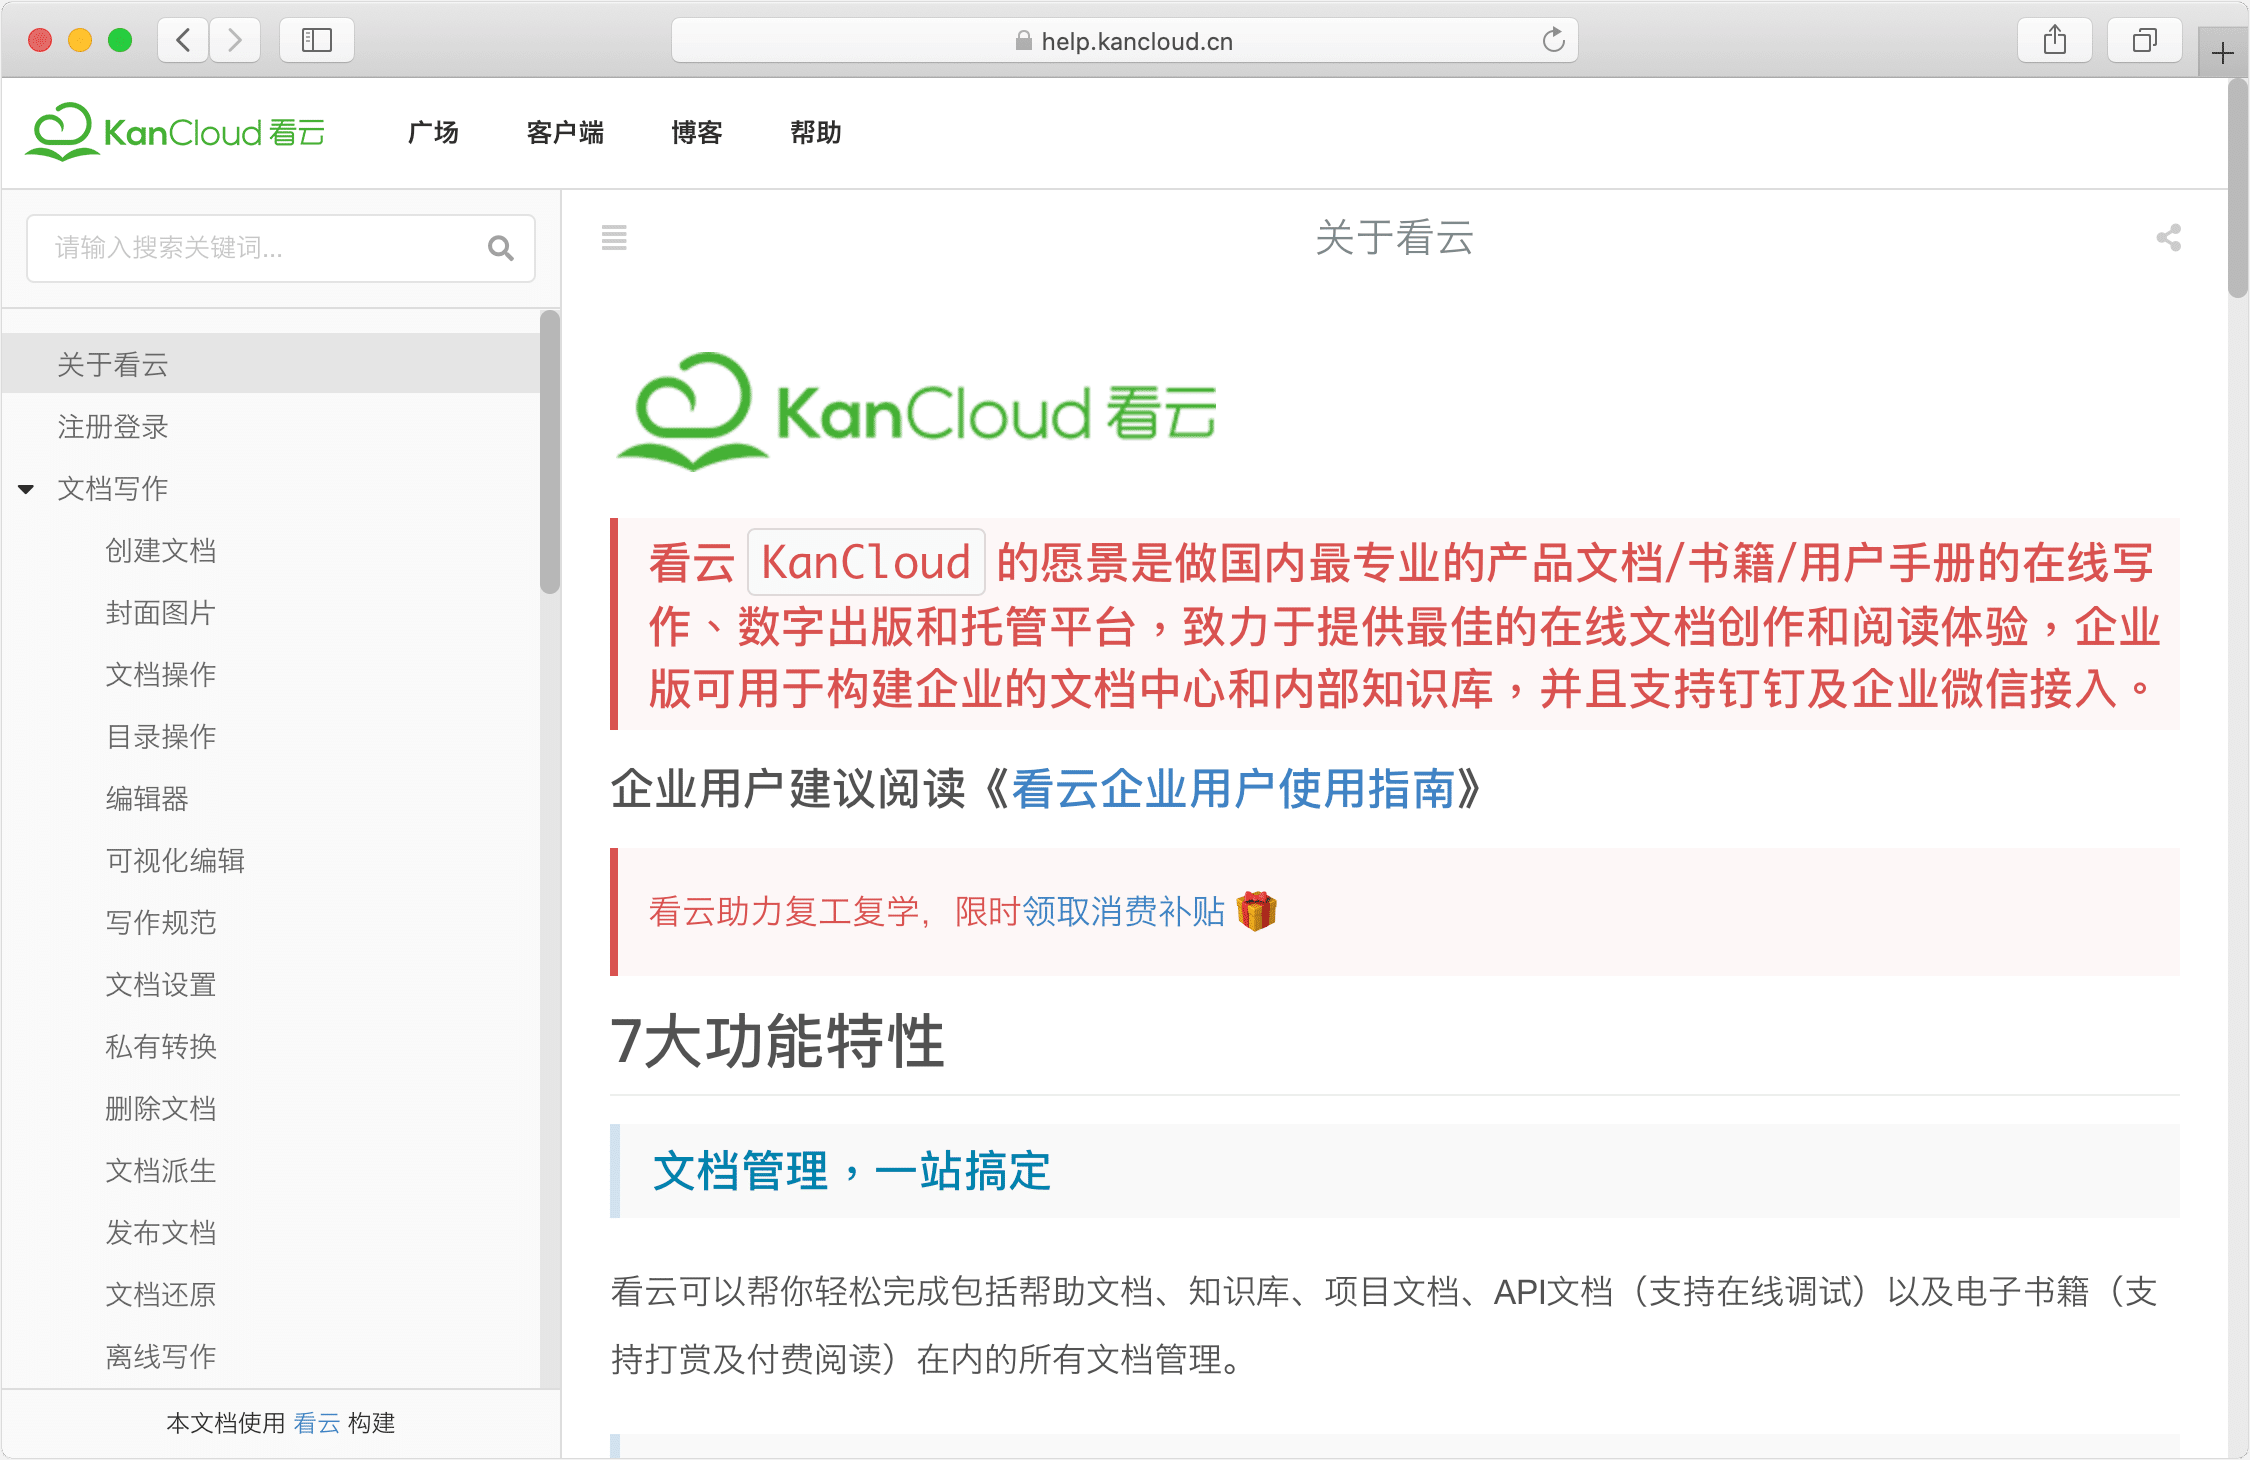 help.kancloud.cn
KanCloud 看云
广场
客户端
博客
帮助
请输入搜索关键词...
关于看云
注册登录
文档写作
创建文档
封面图片
文档操作
目录操作
编辑器
可视化编辑
写作规范
文档设置
私有转换
删除文档
文档派生
发布文档
文档还原
离线写作
本文档使用 看云 构建
关于看云
KanCloud 看云
看云 KanCloud 的愿景是做国内最专业的产品文档/书籍/用户手册的在线写
作、数字出版和托管平台，致力于提供最佳的在线文档创作和阅读体验，企业
版可用于构建企业的文档中心和内部知识库，并且支持钉钉及企业微信接入。
企业用户建议阅读《看云企业用户使用指南》
看云助力复工复学，限时领取消费补贴 🎁
7大功能特性
文档管理，一站搞定
看云可以帮你轻松完成包括帮助文档、知识库、项目文档、API文档（支持在线调试）以及电子书籍（支
持打赏及付费阅读）在内的所有文档管理。